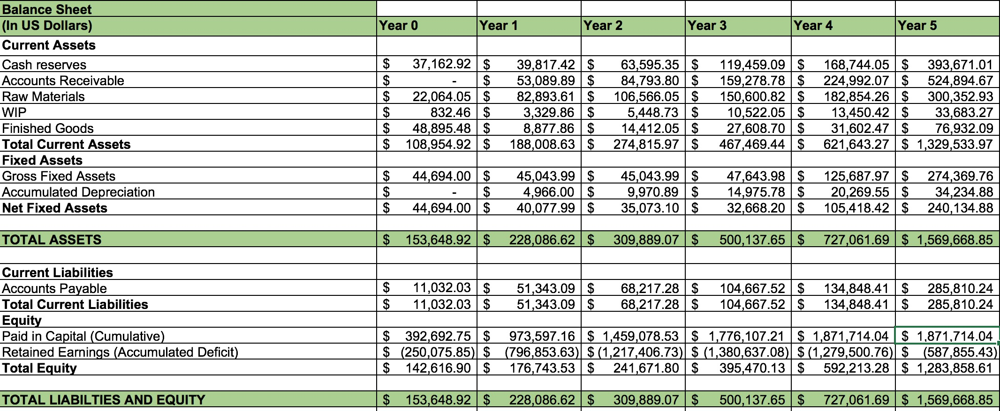 Balance Sheet
(In US Dollars) Year 0 Year 1 Year 2 Year 3 Year 4 Year 5
Current Assets
Cash reserves $ 37,162.92 $ 39,817.42 $ 63,595.35 $ 119,459.09 $ 168,744.05 $ 393,671.01
Accounts Receivable $ - $ 53,089.89 $ 84,793.80 $ 159,278.78 $ 224,992.07 $ 524,894.67
Raw Materials $ 22,064.05 $ 82,893.61 $ 106,566.05 $ 150,600.82 $ 182,854.26 $ 300,352.93
WIP $ 832.46 $ 3,329.86 $ 5,448.73 $ 10,522.05 $ 13,450.42 $ 33,683.27
Finished Goods $ 48,895.48 $ 8,877.86 $ 14,412.05 $ 27,608.70 $ 31,602.47 $ 76,932.09
Total Current Assets $ 108,954.92 $ 188,008.63 $ 274,815.97 $ 467,469.44 $ 621,643.27 $ 1,329,533.97
Fixed Assets
Gross Fixed Assets $ 44,694.00 $ 45,043.99 $ 45,043.99 $ 47,643.98 $ 125,687.97 $ 274,369.76
Accumulated Depreciation $ - $ 4,966.00 $ 9,970.89 $ 14,975.78 $ 20,269.55 $ 34,234.88
Net Fixed Assets $ 44,694.00 $ 40,077.99 $ 35,073.10 $ 32,668.20 $ 105,418.42 $ 240,134.88
TOTAL ASSETS $ 153,648.92 $ 228,086.62 $ 309,889.07 $ 500,137.65 $ 727,061.69 $ 1,569,668.85
Current Liabilities
Accounts Payable $ 11,032.03 $ 51,343.09 $ 68,217.28 $ 104,667.52 $ 134,848.41 $ 285,810.24
Total Current Liabilities $ 11,032.03 $ 51,343.09 $ 68,217.28 $ 104,667.52 $ 134,848.41 $ 285,810.24
Equity
Paid in Capital (Cumulative) $ 392,692.75 $ 973,597.16 $ 1,459,078.53 $ 1,776,107.21 $ 1,871,714.04 $ 1,871,714.04
Retained Earnings (Accumulated Deficit) $ (250,075.85) $ (796,853.63) $ (1,217,406.73) $ (1,380,637.08) $ (1,279,500.76) $ (587,855.43)
Total Equity $ 142,616.90 $ 176,743.53 $ 241,671.80 $ 395,470.13 $ 592,213.28 $ 1,283,858.61
TOTAL LIABILTIES AND EQUITY $ 153,648.92 $ 228,086.62 $ 309,889.07 $ 500,137.65 $ 727,061.69 $ 1,569,668.85